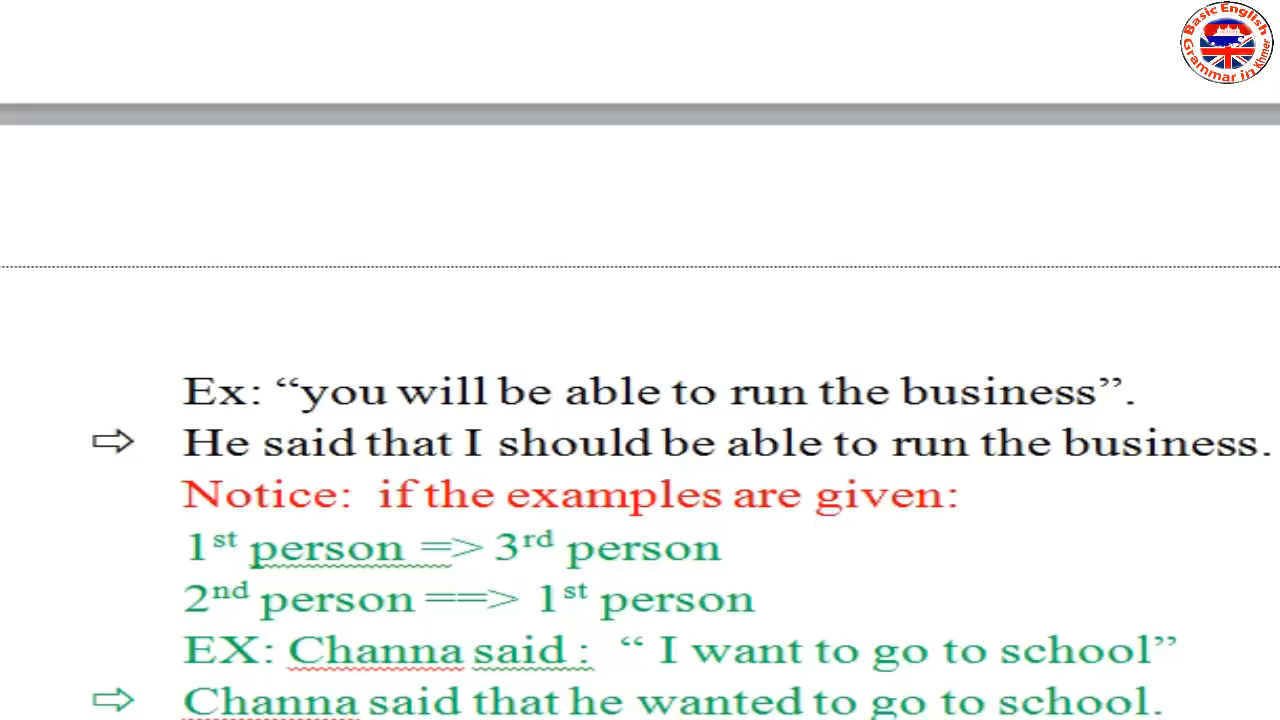 Basic English
Grammar in Khmer
Ex: “you will be able to run the business”.
⇨ He said that I should be able to run the business.
Notice: if the examples are given:
1st person => 3rd person
2nd person ==> 1st person
EX: Channa said : “ I want to go to school”
⇨ Channa said that he wanted to go to school.